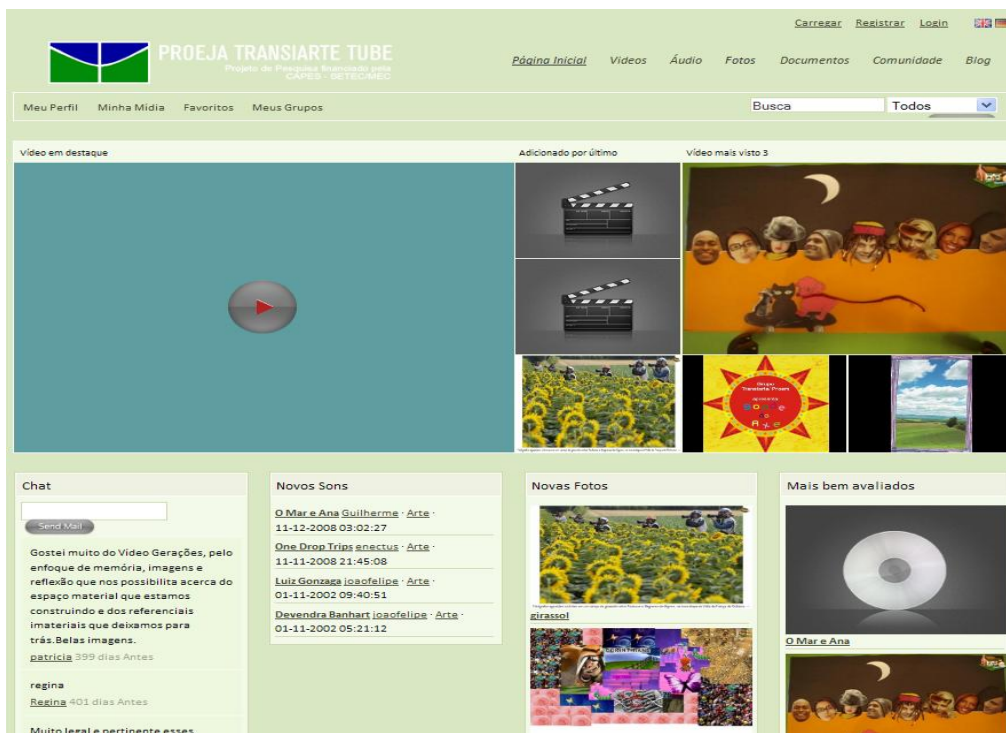 Carregar Registrar Login
PROEJA TRANSIARTE TUBE
Projeto de Pesquisa financiado pela
CAPES - SETEC/MEC
Página Inicial Videos Áudio Fotos Documentos Comunidade Blog
Meu Perfil Minha Midia Favoritos Meus Grupos
Busca Todos
Vídeo em destaque
Adicionado por último
Vídeo mais visto 3
Grupo
Transiarte Proeni
apresenta
Chat
Send Mail
Gostei muito do Video Gerações, pelo
enfoque de memória, imagens e
reflexão que nos possibilita acerca do
espaço material que estamos
construindo e dos referenciais
imateriais que deixamos para
trás.Belas imagens.
patricia 399 dias Antes
regina
Regina 401 dias Antes
Muito legal e pertinente esses
Novos Sons
O Mar e Ana Guilherme · Arte ·
11-12-2008 03:02:27
One Drop Trips enectus · Arte ·
11-11-2008 21:45:08
Luiz Gonzaga joaofelipe · Arte ·
01-11-2002 09:40:51
Devendra Banhart joaofelipe · Arte ·
01-11-2002 05:21:12
Novas Fotos
girassol
Mais bem avaliados
O Mar e Ana